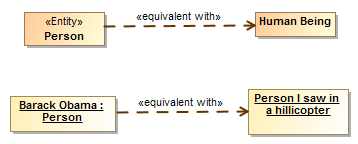 «Entity»
Person
«equivalent with»
Human Being
Barack Obama :
Person
«equivalent with»
Person I saw in
a hillicopter